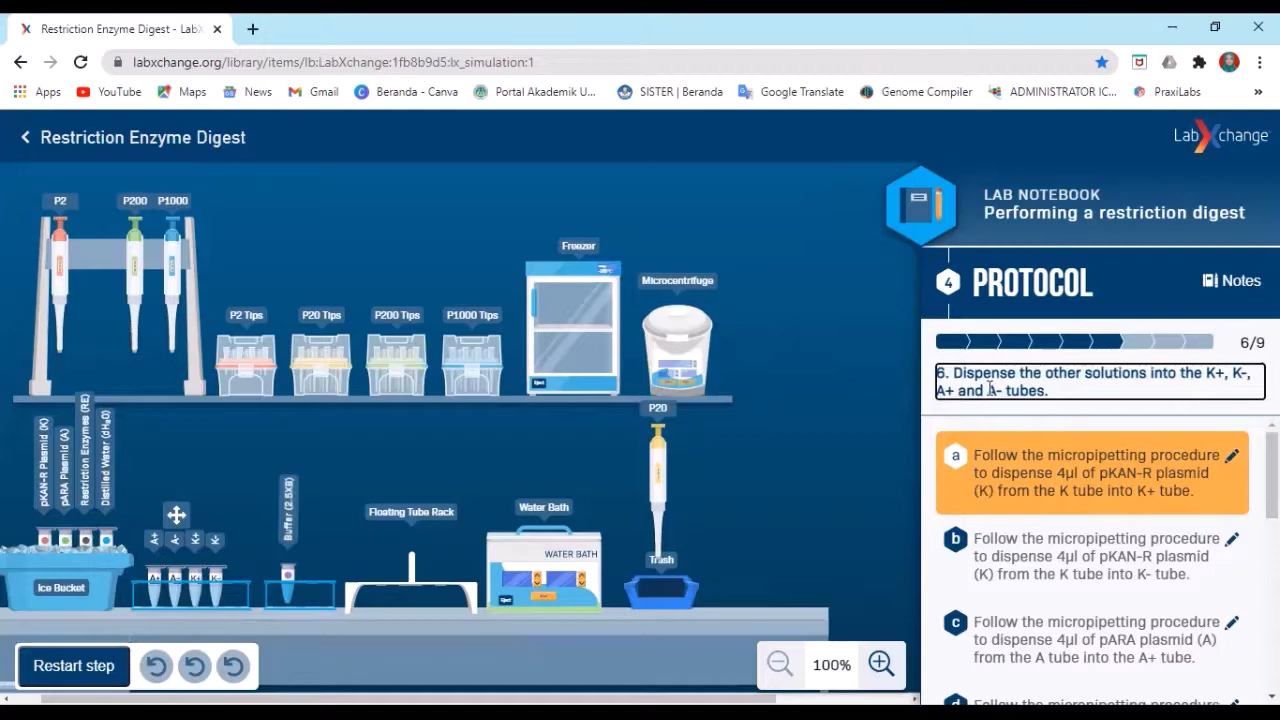 Restriction Enzyme Digest - LabX
labxchange.org/library/items/lb:LabXchange:1fb8b9d5:lx_simulation:1
Apps YouTube Maps News Gmail Beranda - Canva Portal Akademik U... SISTER | Beranda Google Translate Genome Compiler ADMINISTRATOR IC... PraxiLabs »
Restriction Enzyme Digest
LabXchange
P2 P200 P1000
LAB NOTEBOOK
Performing a restriction digest
Freezer
Microcentrifuge
4 PROTOCOL Notes
P2 Tips P20 Tips P200 Tips P1000 Tips
6/9
6. Dispense the other solutions into the K+, K-,
A+ and A- tubes.
P20
pKAN-R Plasmid (K)
pARA Plasmid (A)
Restriction Enzymes (RE)
Distilled Water (dH₂0)
a Follow the micropipetting procedure
to dispense 4µl of pKAN-R plasmid
(K) from the K tube into K+ tube.
Buffer (2.5XB)
Floating Tube Rack
Water Bath
WATER BATH
Trash
A+ A- K+ K-
A+ A- K+ K-
Ice Bucket
b Follow the micropipetting procedure
to dispense 4µl of pKAN-R plasmid
(K) from the K tube into K- tube.
c Follow the micropipetting procedure
to dispense 4µl of pARA plasmid (A)
from the A tube into the A+ tube.
d
Restart step
100%